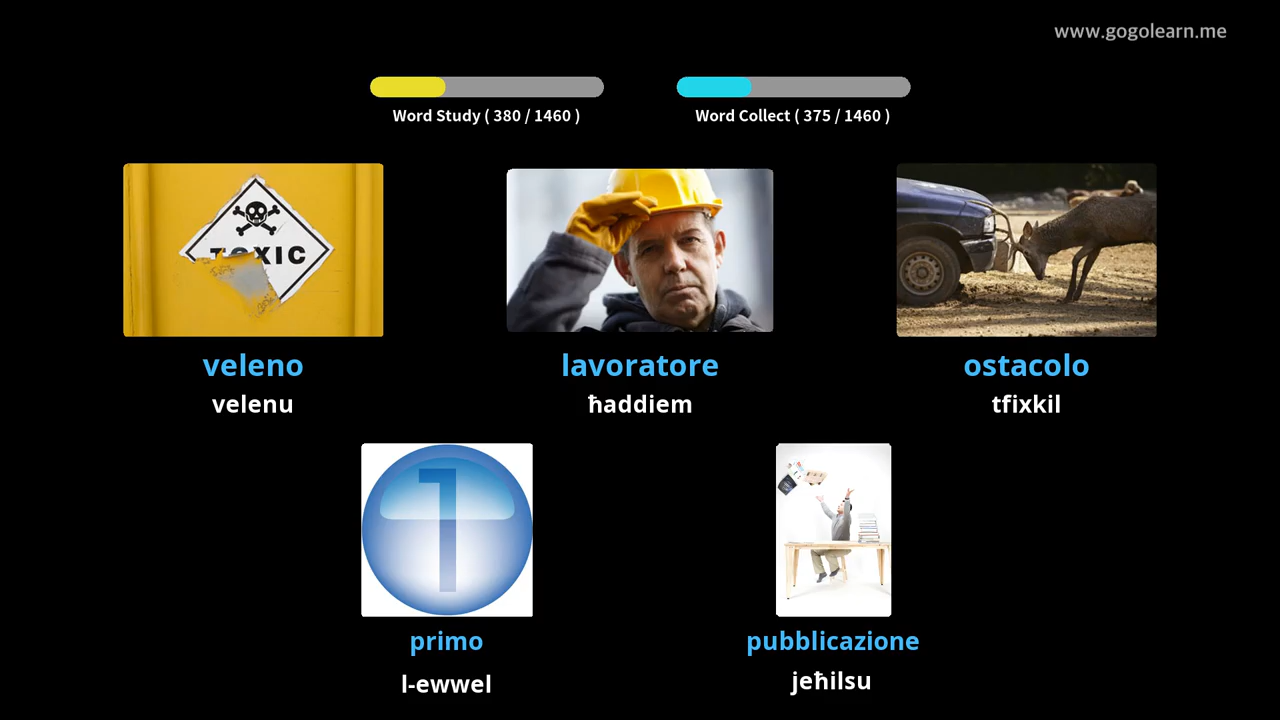 www.gogolearn.me
Word Study ( 380 / 1460 )
Word Collect ( 375 / 1460 )
TOXIC
veleno
lavoratore
ostacolo
velenu
ħaddiem
tfixkil
1
primo
pubblicazione
l-ewwel
jeħilsu